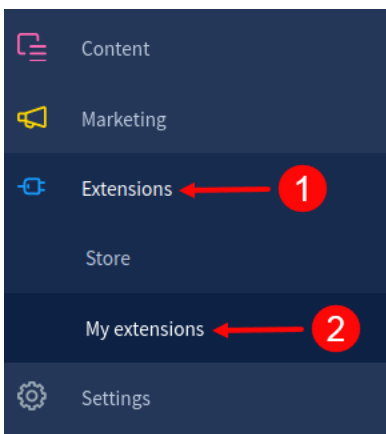 Content
Marketing
Extensions 1
Store
My extensions 2
Settings